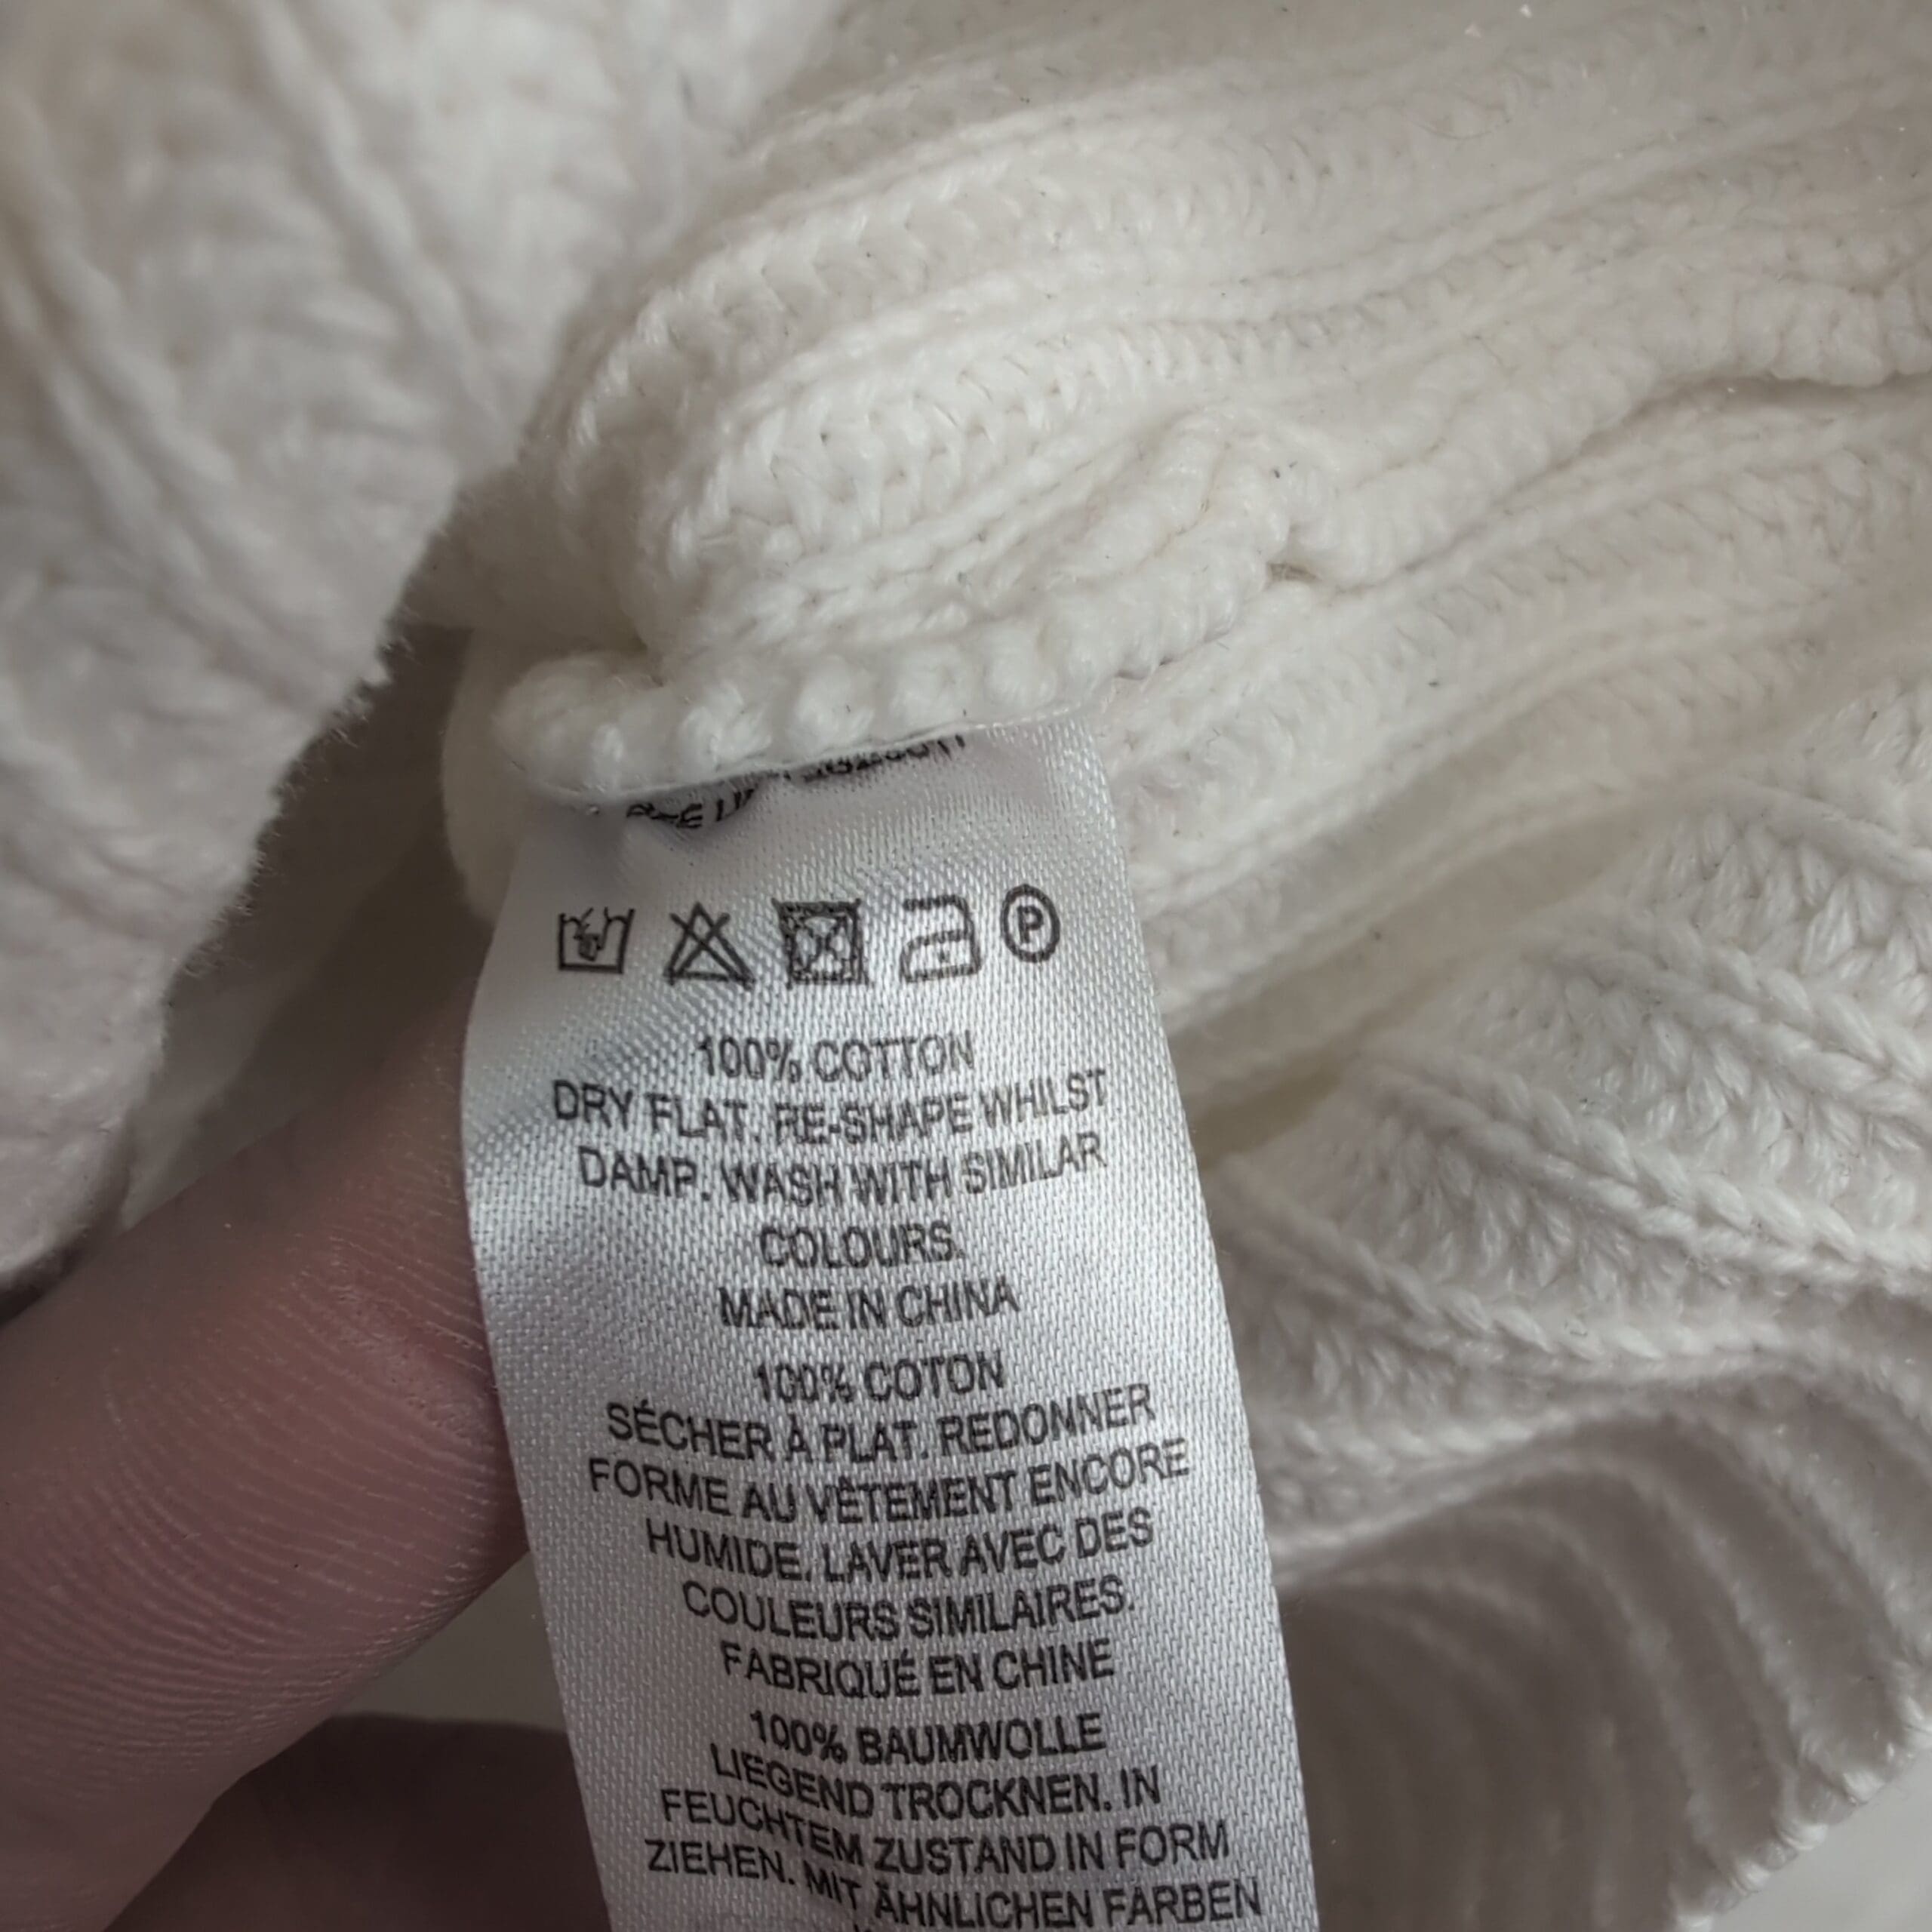 P
100% COTTON
DRY FLAT. RE-SHAPE WHILST
DAMP. WASH WITH SIMILAR
COLOURS.
MADE IN CHINA
100% COTON
SÉCHER À PLAT. REDONNER
FORME AU VÊTEMENT ENCORE
HUMIDE. LAVER AVEC DES
COULEURS SIMILAIRES.
FABRIQUÉ EN CHINE
100% BAUMWOLLE
LIEGEND TROCKNEN. IN
FEUCHTEM ZUSTAND IN FORM
ZIEHEN. MIT ÄHNLICHEN FARBEN